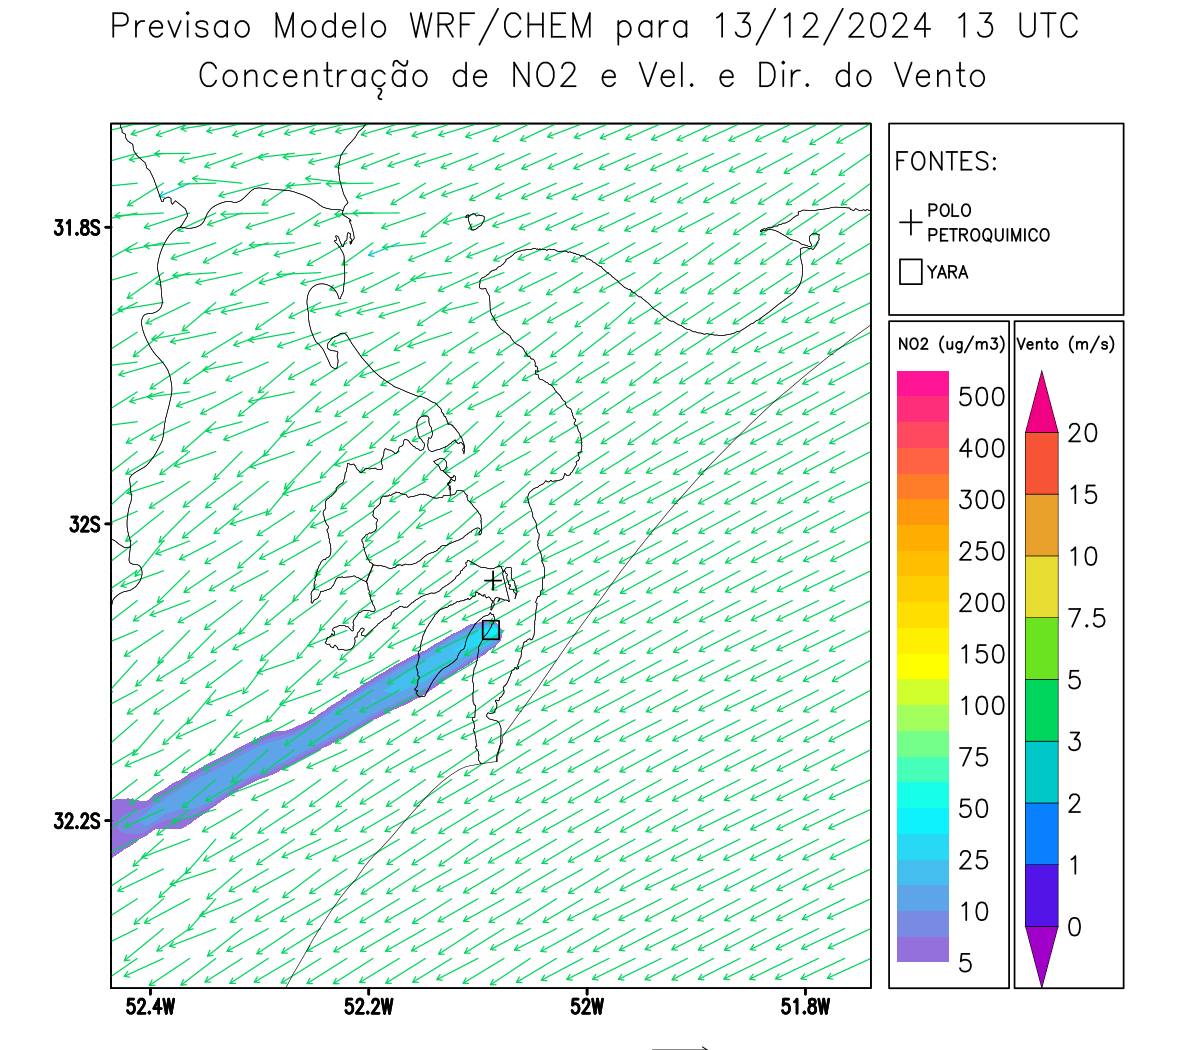 Previsao Modelo WRF/CHEM para 13/12/2024 13 UTC
Concentração de NO2 e Vel. e Dir. do Vento
FONTES:
POLO
PETROQUIMICO
YARA
NO2 (ug/m3)
500
400
300
250
200
150
100
75
50
25
10
5
Vento (m/s)
20
15
10
7.5
5
3
2
1
0
31.8S
32S
32.2S
52.4W
52.2W
52W
51.8W